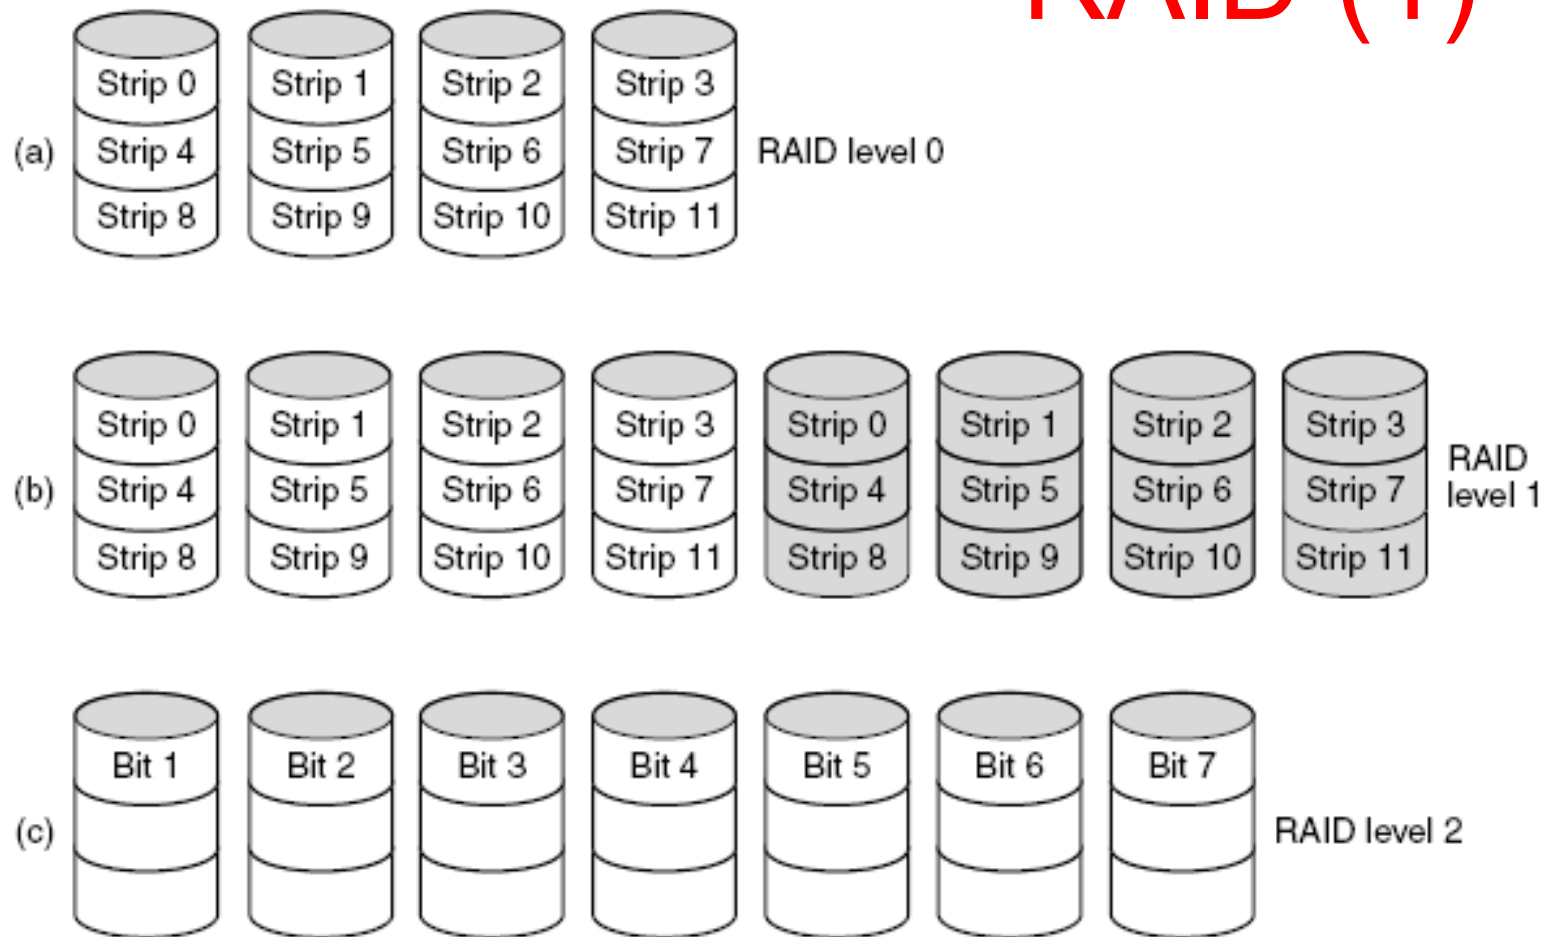 RAID (1)
Strip 0 Strip 1 Strip 2 Strip 3
(a) Strip 4 Strip 5 Strip 6 Strip 7 RAID level 0
Strip 8 Strip 9 Strip 10 Strip 11
Strip 0 Strip 1 Strip 2 Strip 3 Strip 0 Strip 1 Strip 2 Strip 3
(b) Strip 4 Strip 5 Strip 6 Strip 7 Strip 4 Strip 5 Strip 6 Strip 7 RAID level 1
Strip 8 Strip 9 Strip 10 Strip 11 Strip 8 Strip 9 Strip 10 Strip 11
Bit 1 Bit 2 Bit 3 Bit 4 Bit 5 Bit 6 Bit 7
(c) RAID level 2